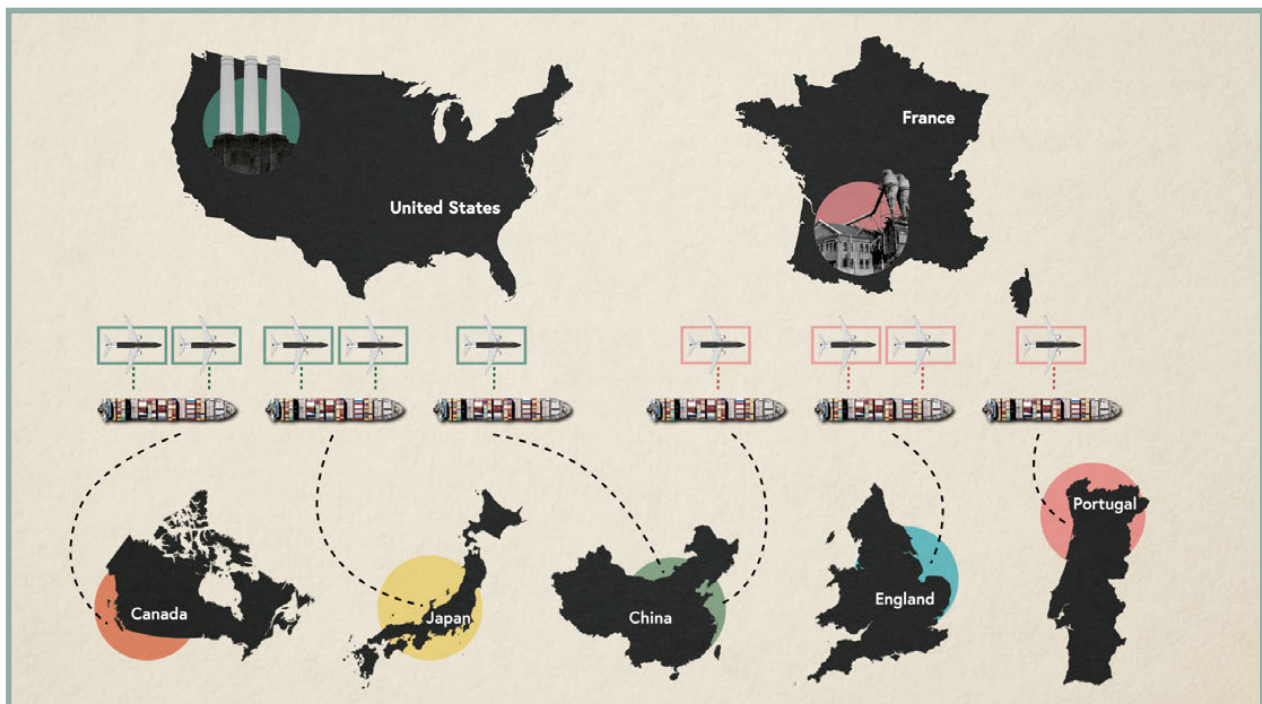 France
United States
Portugal
Canada
Japan
China
England